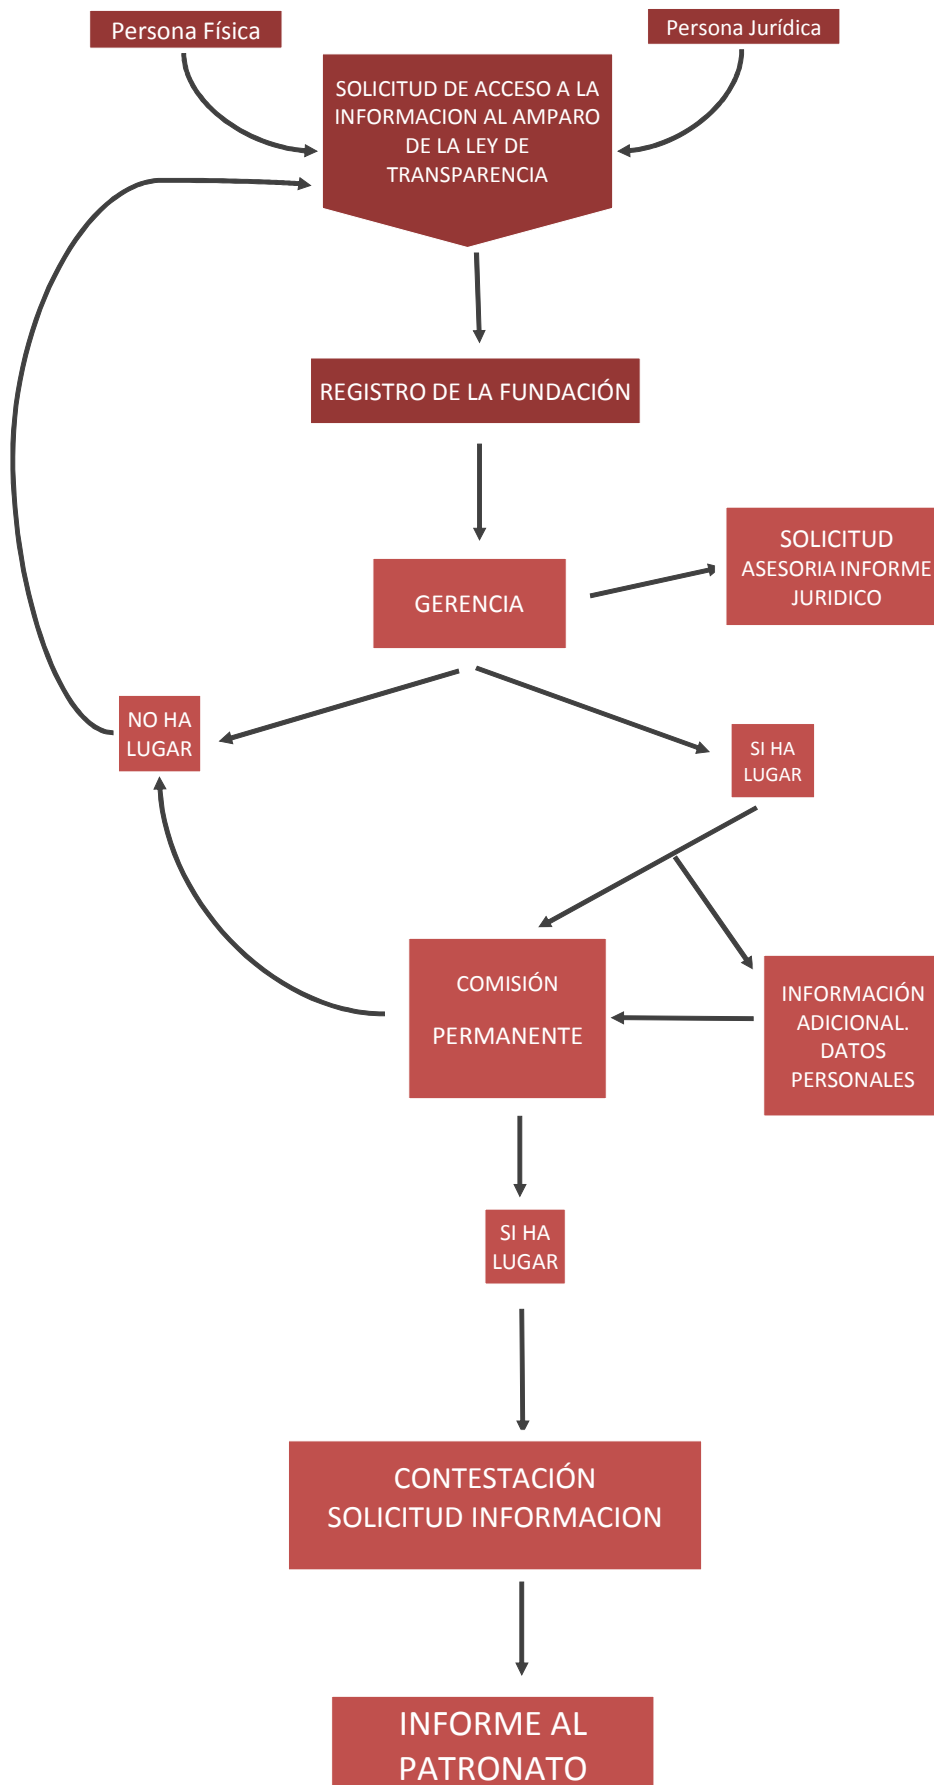 Persona Física
Persona Jurídica
SOLICITUD DE ACCESO A LA
INFORMACION AL AMPARO
DE LA LEY DE
TRANSPARENCIA
REGISTRO DE LA FUNDACIÓN
SOLICITUD
ASESORIA INFORME
JURIDICO
GERENCIA
NO HA
LUGAR
SI HA
LUGAR
COMISIÓN
PERMANENTE
INFORMACIÓN
ADICIONAL.
DATOS
PERSONALES
SI HA
LUGAR
CONTESTACIÓN
SOLICITUD INFORMACION
INFORME AL
PATRONATO